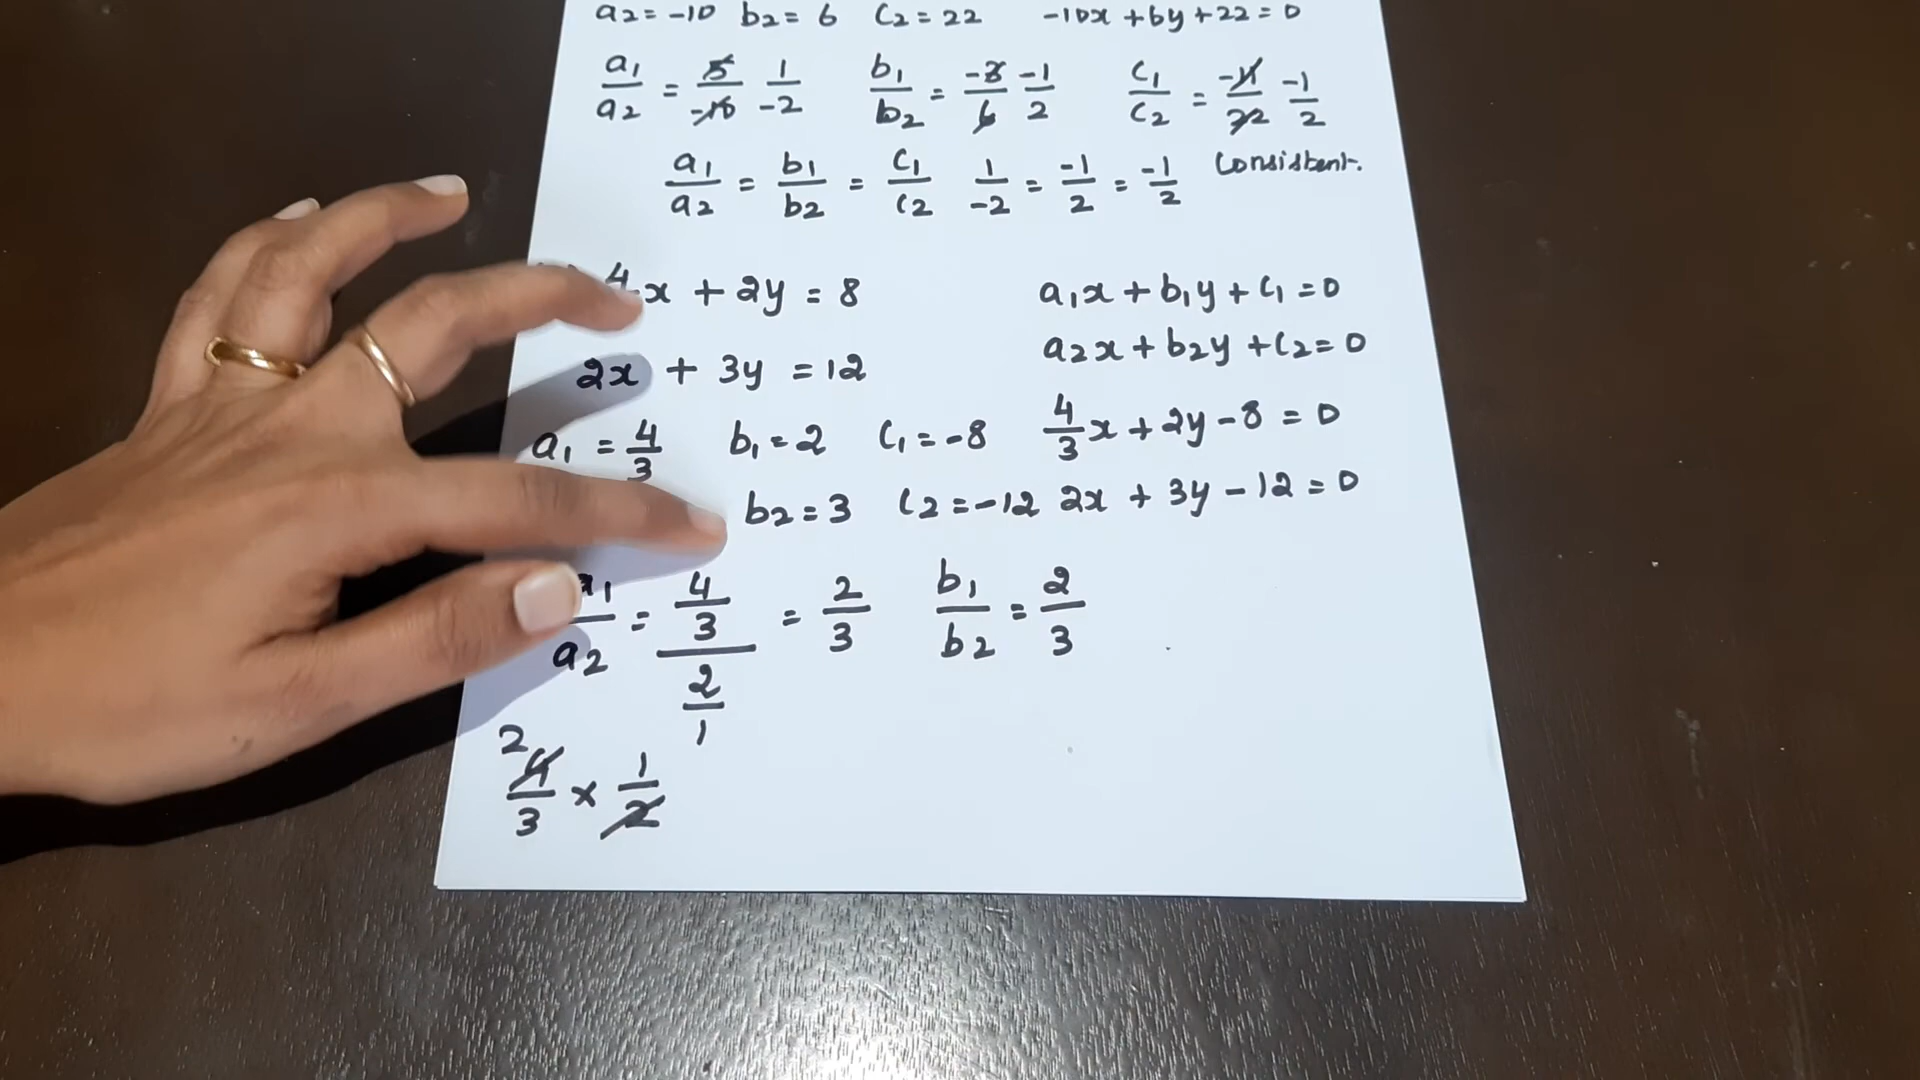 a2 = -10 b2 = 6 C2 = 22 -10x + 6y + 22 = 0
a1/a2 = 5/-10 1/-2 b1/b2 = -3/6 -1/2 C1/C2 = -11/22 -1/2
a1/a2 = b1/b2 = C1/C2 1/-2 = -1/2 = -1/2 Consistent.
4 x + 2y = 8 a1x + b1y + C1 = 0
2x + 3y = 12 a2x + b2y + C2 = 0
a1 = 4/3 b1 = 2 C1 = -8 4/3 x + 2y - 8 = 0
b2 = 3 C2 = -12 2x + 3y - 12 = 0
a1/a2 = 4/3 / 2/1 = 2/3 b1/b2 = 2/3
2 4/3 x 1/2